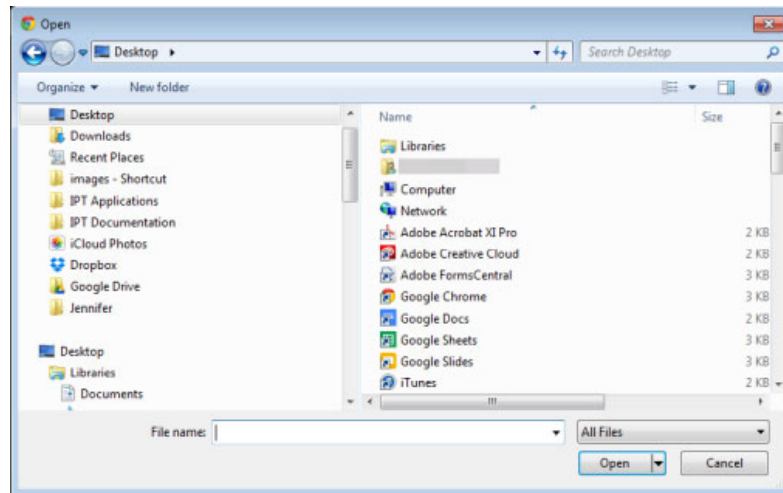 Open
Desktop
Search Desktop
Organize
New folder
Desktop
Downloads
Recent Places
images - Shortcut
IPT Applications
IPT Documentation
iCloud Photos
Dropbox
Google Drive
Jennifer
Desktop
Libraries
Documents
Name Size
Libraries
Computer
Network
Adobe Acrobat XI Pro 2 KB
Adobe Creative Cloud 2 KB
Adobe FormsCentral 3 KB
Google Chrome 3 KB
Google Docs 2 KB
Google Sheets 3 KB
Google Slides 3 KB
iTunes 2 KB
File name:
All Files
Open
Cancel